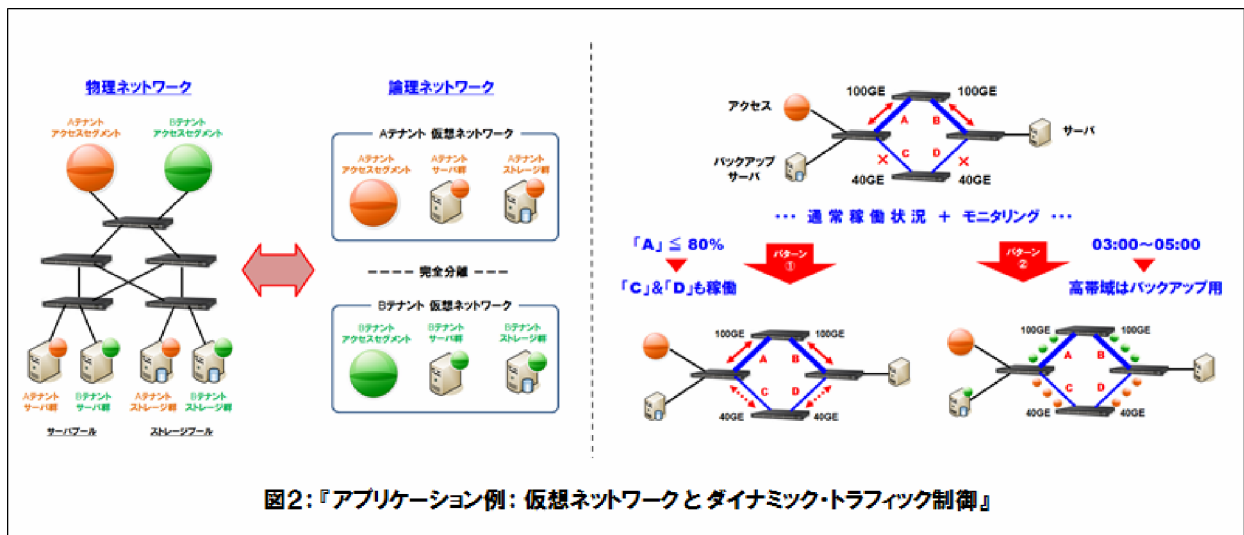 物理ネットワーク
Aテナント
アクセスセグメント
Bテナント
アクセスセグメント
Aテナント
サーバ群
Bテナント
サーバ群
Aテナント
ストレージ群
Bテナント
ストレージ群
サーバプール
ストレージプール
論理ネットワーク
Aテナント 仮想ネットワーク
Aテナント
アクセスセグメント
Aテナント
サーバ群
Aテナント
ストレージ群
---- 完全分離 ----
Bテナント 仮想ネットワーク
Bテナント
アクセスセグメント
Bテナント
サーバ群
Bテナント
ストレージ群
100GE 100GE
アクセス
A B
サーバ
バックアップ
サーバ
× C D ×
40GE 40GE
… 通常稼働状況 + モニタリング …
「A」≦ 80%
パターン
①
「C」&「D」も稼働
パターン
②
03:00～05:00
高帯域はバックアップ用
100GE 100GE
A B
C D
40GE 40GE
100GE 100GE
A B
C D
40GE 40GE
図2:『アプリケーション例: 仮想ネットワーク と ダイナミック・トラフィック制御』